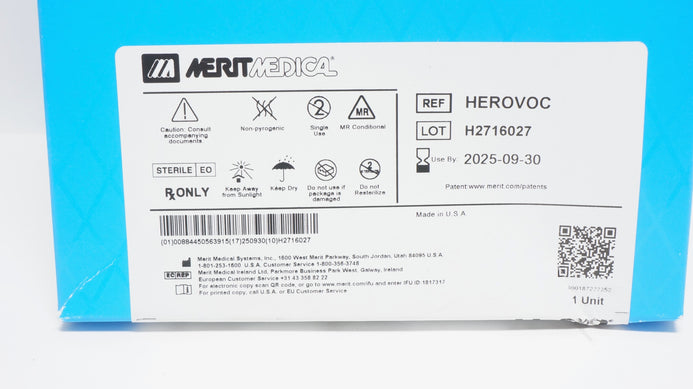 MERITMEDICAL
REF HEROVOC
LOT H2716027
Use By: 2025-09-30
Patent www.merit.com/patents
Caution: Consult accompanying documents
Non-pyrogenic
2
Single Use
MR
MR Conditional
STERILE EO
Rx ONLY
Keep Away from Sunlight
Keep Dry
Do not use if package is damaged
2
Do not Resterilize
Made in U.S.A.
(01)00884450563915(17)250930(10)H2716027
Merit Medical Systems, Inc., 1600 West Merit Parkway, South Jordan, Utah 84095 U.S.A.
1-801-253-1600. U.S.A. Customer Service 1-800-356-3748
EC REP Merit Medical Ireland Ltd, Parkmore Business Park West, Galway, Ireland
European Customer Service +31 43 358 82 22
For electronic copy scan QR code, or go to www.merit.com/ifu and enter IFU ID 1817317
For printed copy, call U.S.A. or EU Customer Service
1 Unit